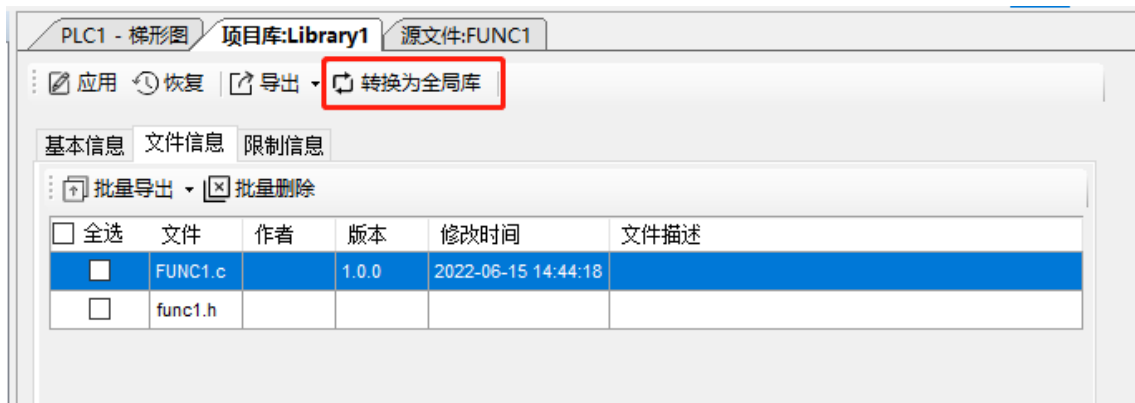 PLC1 - 梯形图 项目库:Library1 源文件:FUNC1
应用 恢复 导出 转换为全局库
基本信息 文件信息 限制信息
批量导出 批量删除
全选 文件 作者 版本 修改时间 文件描述
FUNC1.c 1.0.0 2022-06-15 14:44:18
func1.h